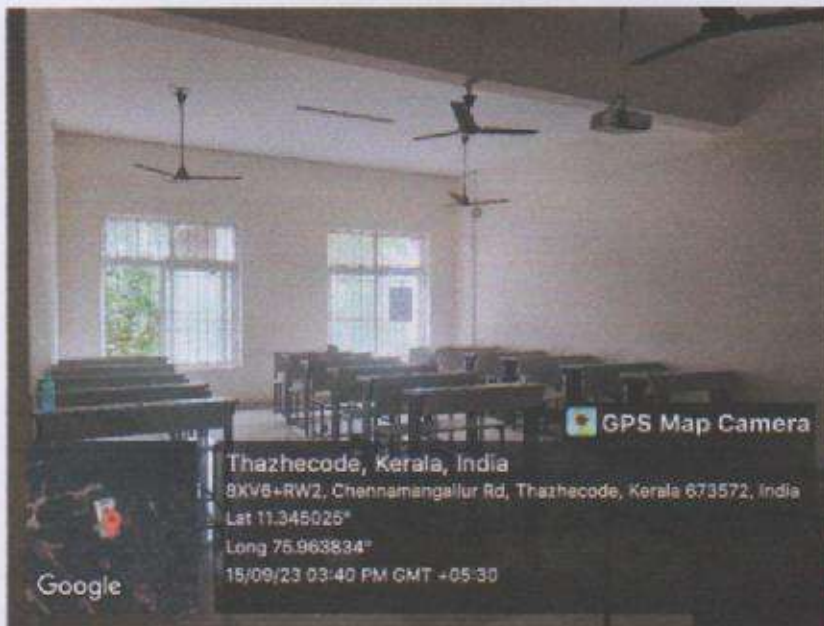 GPS Map Camera
Thazhecode, Kerala, India
8XV6+RW2, Chennamangallur Rd, Thazhecode, Kerala 673572, India
Lat 11.345025°
Long 75.963834°
15/09/23 03:40 PM GMT +05:30
Google